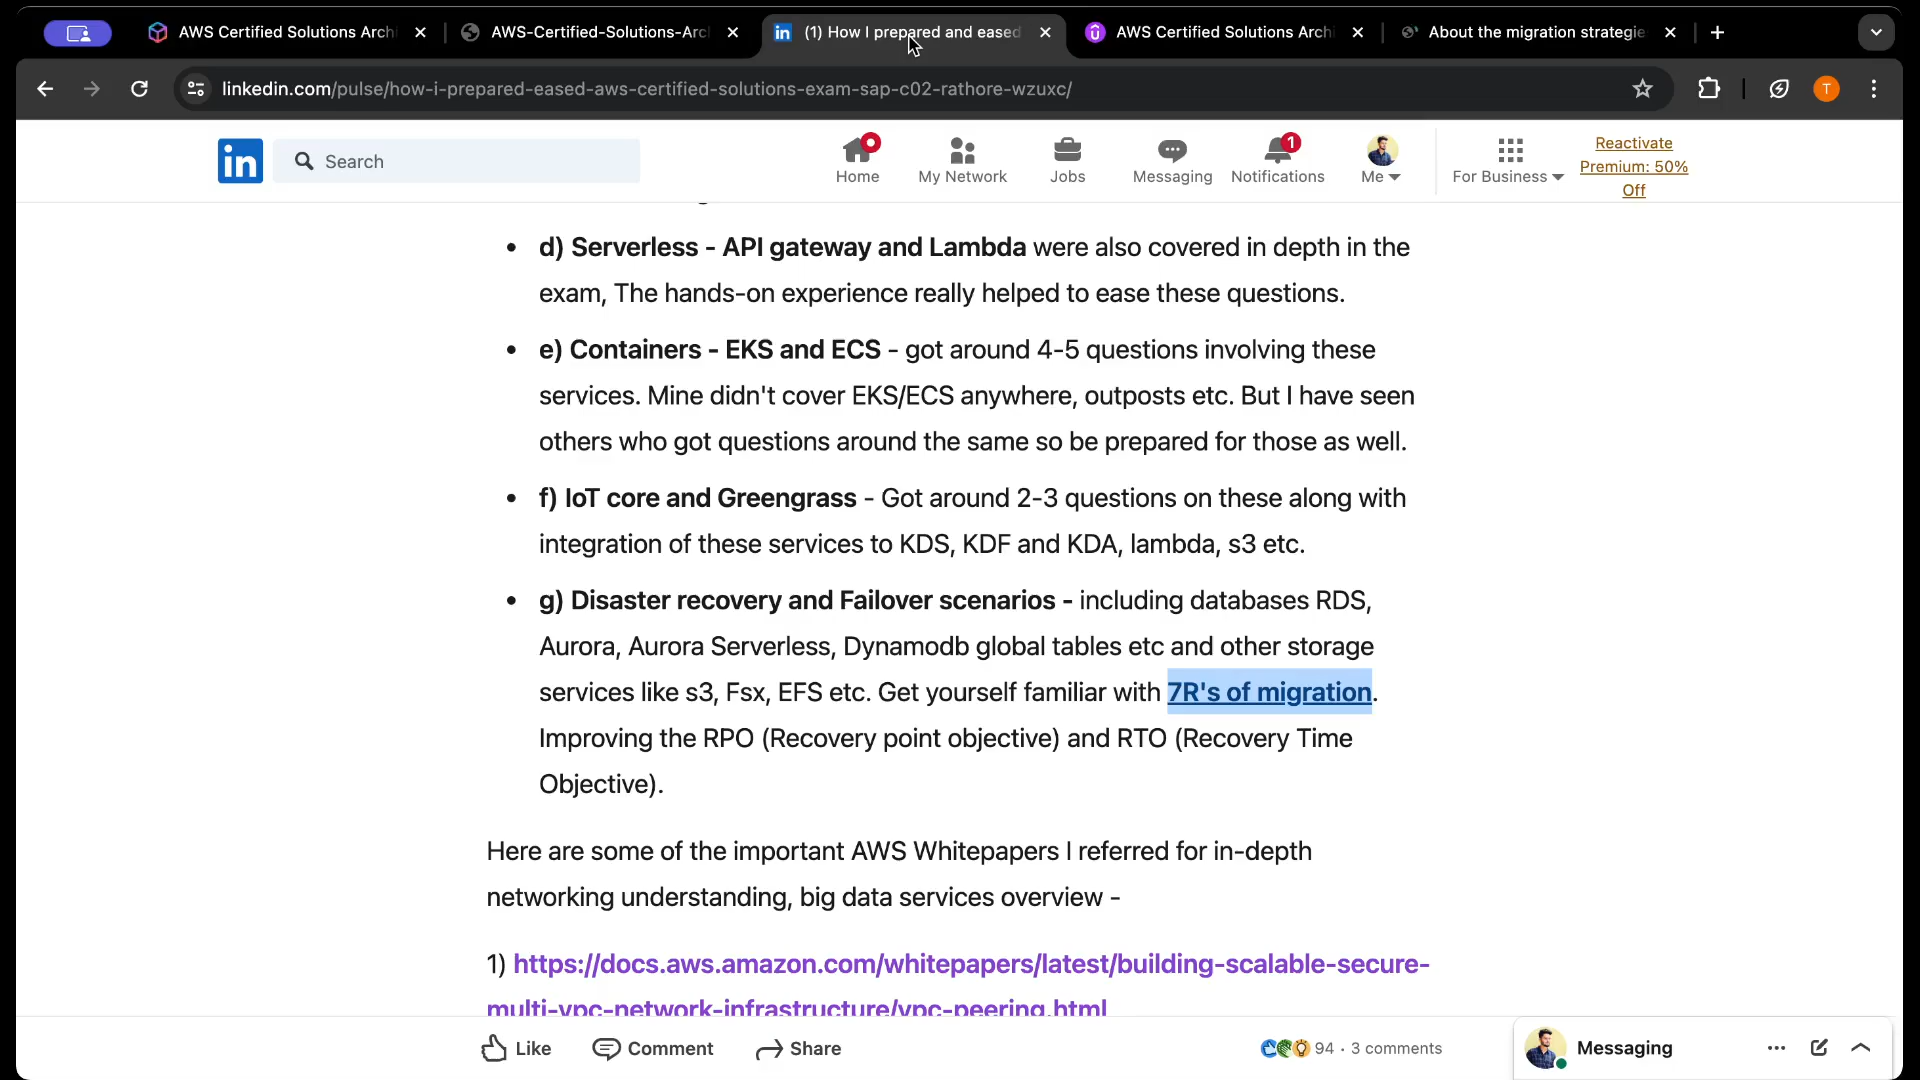 AWS Certified Solutions Archi
AWS-Certified-Solutions-Arc
(1) How I prepared and eased
AWS Certified Solutions Archi
About the migration strategie
linkedin.com/pulse/how-i-prepared-eased-aws-certified-solutions-exam-sap-c02-rathore-wzuxc/
T
in
Search
Home
My Network
Jobs
Messaging
1
Notifications
Me
For Business
Reactivate
Premium: 50%
Off
• d) Serverless - API gateway and Lambda were also covered in depth in the
exam, The hands-on experience really helped to ease these questions.
• e) Containers - EKS and ECS - got around 4-5 questions involving these
services. Mine didn't cover EKS/ECS anywhere, outposts etc. But I have seen
others who got questions around the same so be prepared for those as well.
• f) IoT core and Greengrass - Got around 2-3 questions on these along with
integration of these services to KDS, KDF and KDA, lambda, s3 etc.
• g) Disaster recovery and Failover scenarios - including databases RDS,
Aurora, Aurora Serverless, Dynamodb global tables etc and other storage
services like s3, Fsx, EFS etc. Get yourself familiar with 7R's of migration.
Improving the RPO (Recovery point objective) and RTO (Recovery Time
Objective).
Here are some of the important AWS Whitepapers I referred for in-depth
networking understanding, big data services overview -
1) https://docs.aws.amazon.com/whitepapers/latest/building-scalable-secure-
multi-vpc-network-infrastructure/vpc-peering.html
Like
Comment
Share
94 · 3 comments
Messaging